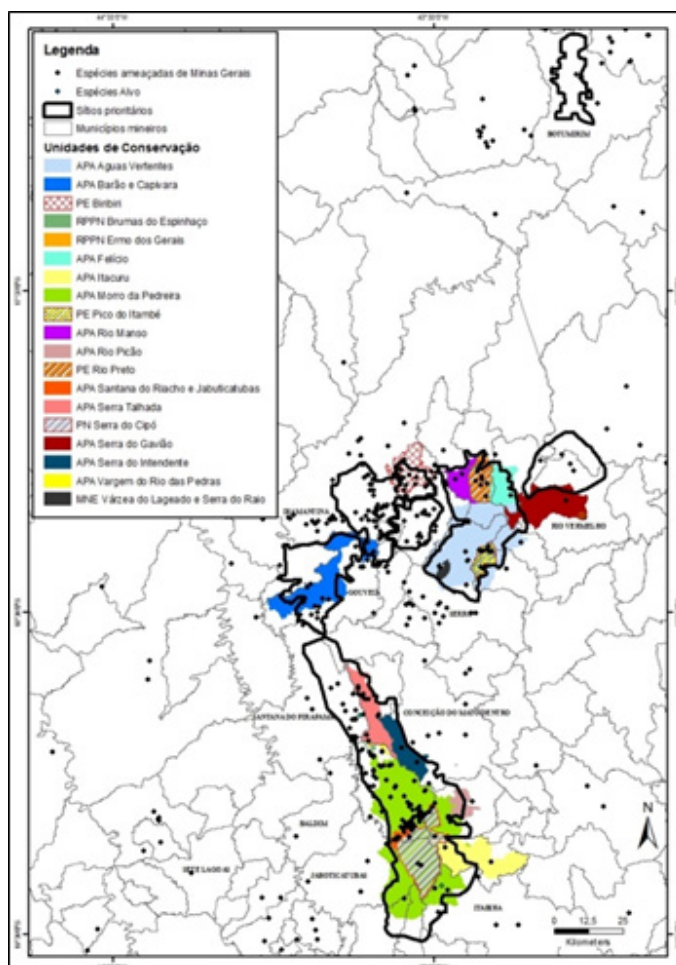 Legenda
Espécies ameaçadas de Minas Gerais
Espécies Alvo
Sítios prioritários
Municípios mineiros
Unidades de Conservação
APA Aguas Vertentes
APA Barão e Capivara
PE Biribiri
RPPN Brumas do Espinhaço
RPPN Ermo dos Gerais
APA Felício
APA Itacuru
APA Morro da Pedreira
PE Pico do Itambé
APA Rio Manso
APA Rio Picão
PE Rio Preto
APA Santana do Riacho e Jabuticatubas
APA Serra Talhada
PN Serra do Cipó
APA Serra do Gavião
APA Serra do Intendente
APA Vargem do Rio das Pedras
MNE Várzea do Lageado e Serra do Raio
BOTUMIRIM
DIAMANTINA
RIO VERMELHO
GOUVEIA
SERRO
SANTANA DO PIRAPAMA
CONCEIÇÃO DO MATO DENTRO
BALDIM
SETE LAGOAS
JABOTICATUBAS
ITABIRA
N
0 12,5 25
Kilometers